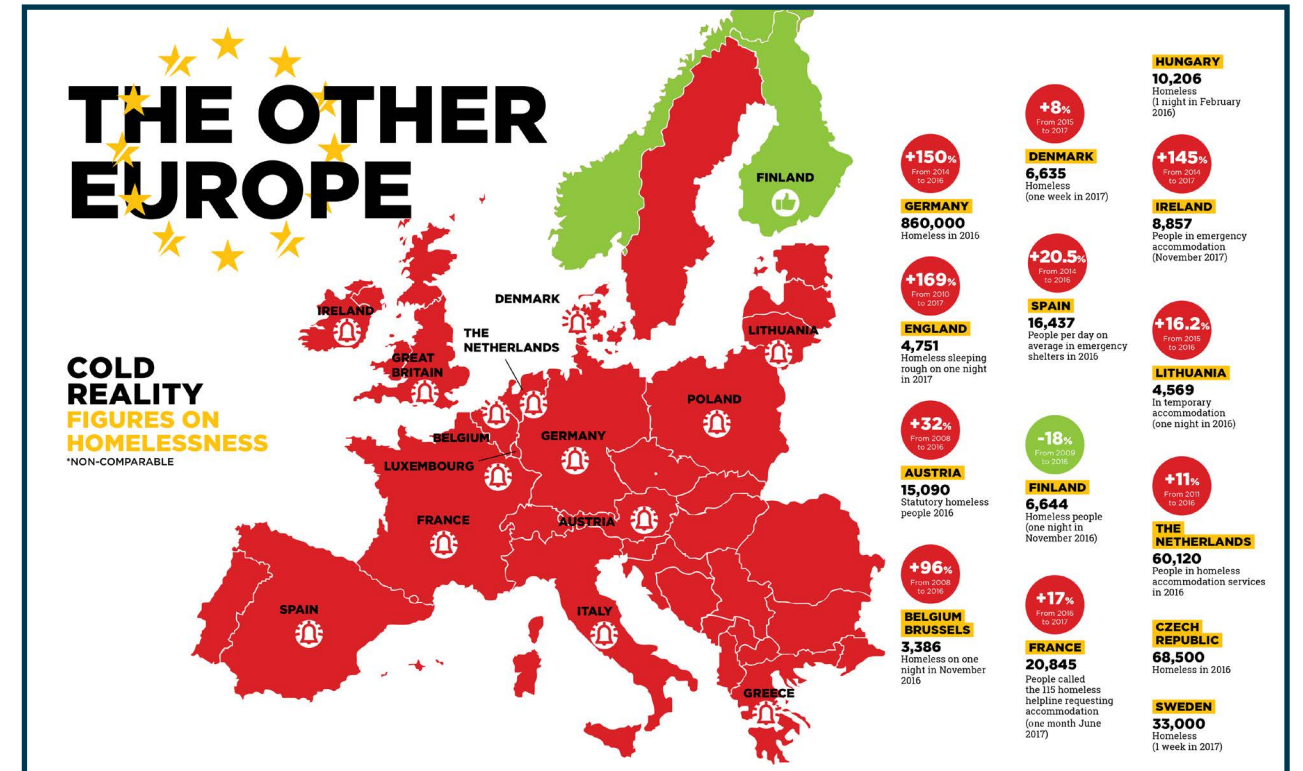 THE OTHER
EUROPE
COLD
REALITY
FIGURES ON
HOMELESSNESS
*NON-COMPARABLE
FINLAND
DENMARK
IRELAND
THE
NETHERLANDS
LITHUANIA
GREAT
BRITAIN
POLAND
BELGIUM
GERMANY
LUXEMBOURG
FRANCE
AUSTRIA
SPAIN
ITALY
GREECE
+150%
From 2014
to 2016
GERMANY
860,000
Homeless in 2016
+169%
From 2010
to 2017
ENGLAND
4,751
Homeless sleeping
rough on one night
in 2017
+32%
From 2008
to 2016
AUSTRIA
15,090
Statutory homeless
people 2016
+96%
From 2008
to 2016
BELGIUM
BRUSSELS
3,386
Homeless on one
night in November
2016
+8%
From 2015
to 2017
DENMARK
6,635
Homeless
(one week in 2017)
+20.5%
From 2014
to 2016
SPAIN
16,437
People per day on
average in emergency
shelters in 2016
-18%
From 2009
to 2016
FINLAND
6,644
Homeless people
(one night in
November 2016)
+17%
From 2016
to 2017
FRANCE
20,845
People called
the 115 homeless
helpline requesting
accommodation
(one month June
2017)
HUNGARY
10,206
Homeless
(1 night in February
2016)
+145%
From 2014
to 2017
IRELAND
8,857
People in emergency
accommodation
(November 2017)
+16.2%
From 2015
to 2016
LITHUANIA
4,569
In temporary
accommodation
(one night in 2016)
+11%
From 2011
to 2016
THE
NETHERLANDS
60,120
People in homeless
accommodation services
in 2016
CZECH
REPUBLIC
68,500
Homeless in 2016
SWEDEN
33,000
Homeless
(1 week in 2017)